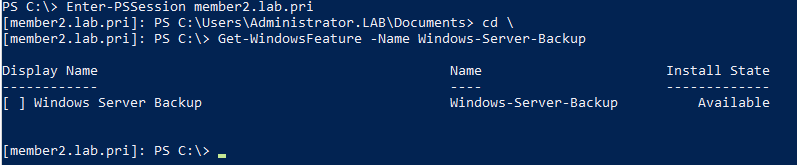 PS C:\> Enter-PSSession member2.lab.pri
[member2.lab.pri]: PS C:\Users\Administrator.LAB\Documents> cd \
[member2.lab.pri]: PS C:\> Get-WindowsFeature -Name Windows-Server-Backup
Display Name                                            Name                       Install State
------------                                            ----                       -------------
[ ] Windows Server Backup                               Windows-Server-Backup          Available
[member2.lab.pri]: PS C:\>